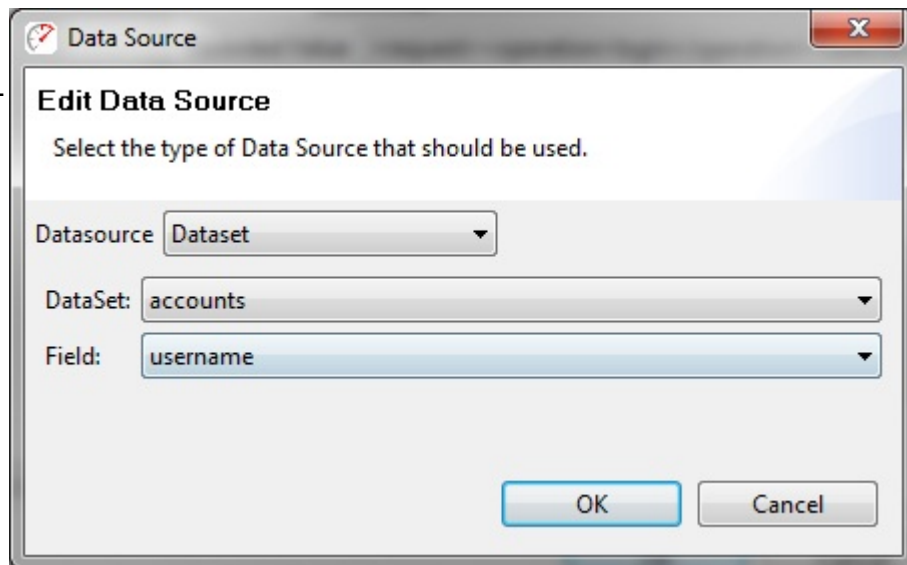 Data Source
Edit Data Source
Select the type of Data Source that should be used.
Datasource Dataset
DataSet: accounts
Field: username
OK Cancel